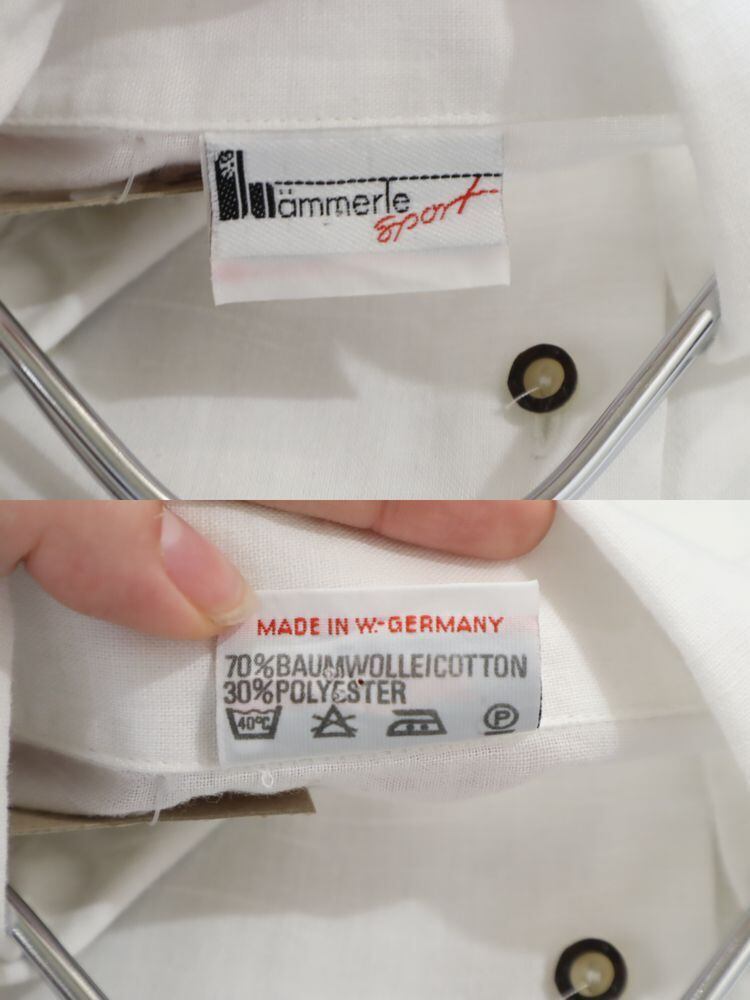 hämmerle
sport
MADE IN W.-GERMANY
70%BAUMWOLLE/COTTON
30%POLYESTER
40°C P